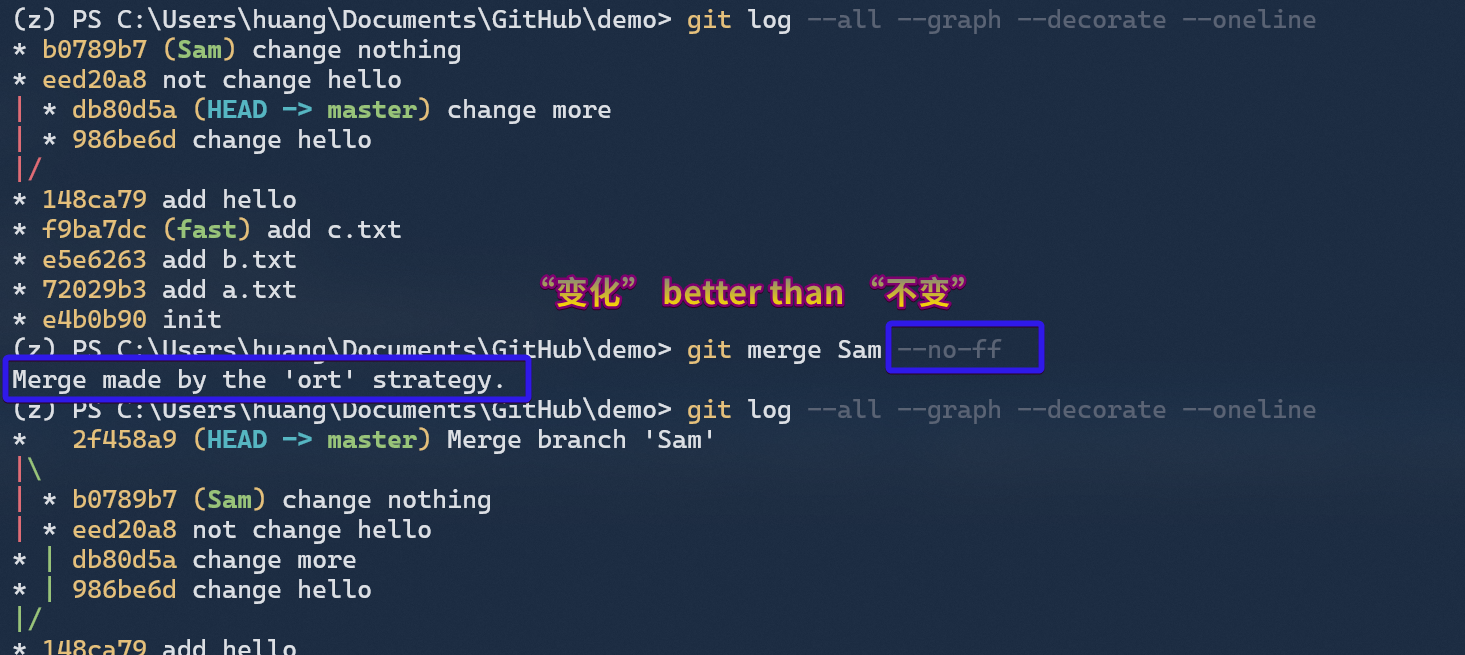 (z) PS C:\Users\huang\Documents\GitHub\demo> git log --all --graph --decorate --oneline
* b0789b7 (Sam) change nothing
* eed20a8 not change hello
| * db80d5a (HEAD -> master) change more
| * 986be6d change hello
|/
* 148ca79 add hello
* f9ba7dc (fast) add c.txt
* e5e6263 add b.txt
* 72029b3 add a.txt
“变化” better than “不变”
* e4b0b90 init
(z) PS C:\Users\huang\Documents\GitHub\demo> git merge Sam --no-ff
Merge made by the 'ort' strategy.
(z) PS C:\Users\huang\Documents\GitHub\demo> git log --all --graph --decorate --oneline
*   2f458a9 (HEAD -> master) Merge branch 'Sam'
|\
| * b0789b7 (Sam) change nothing
| * eed20a8 not change hello
* | db80d5a change more
* | 986be6d change hello
|/
* 148ca79 add hello